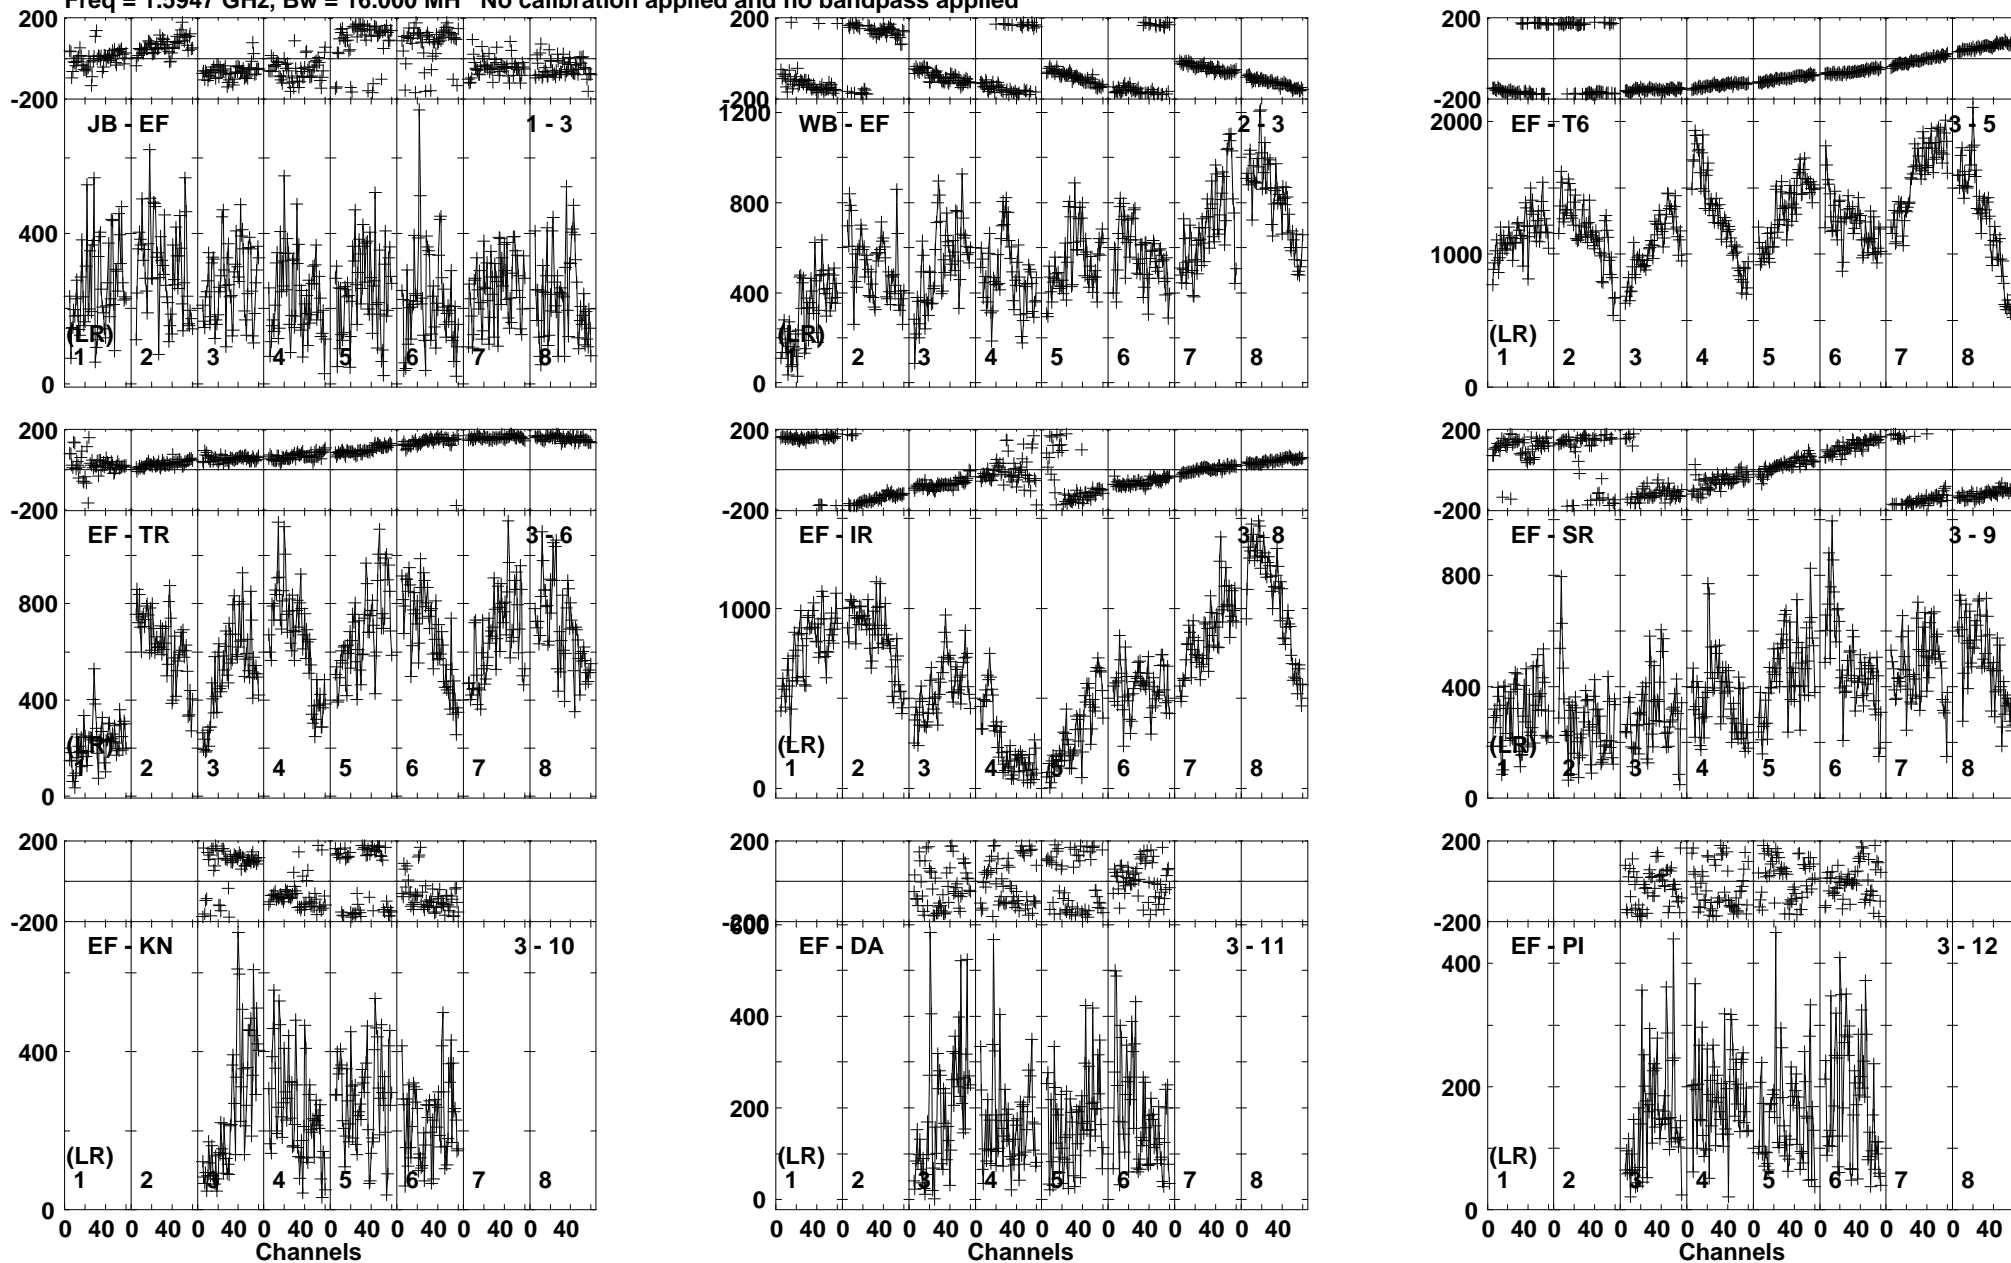 Freq = 1.5947 GHz, Bw = 16.000 MH No calibration applied and no bandpass applied
200
-200
JB - EF 1 - 3
400
0
(LR)
1 2 3 4 5 6 7 8
200
-200
1200
WB - EF 2 - 3
800
400
0
(LR)
1 2 3 4 5 6 7 8
200
-200
2000
EF - T6 3 - 5
1000
0
(LR)
1 2 3 4 5 6 7 8
200
-200
EF - TR 3 - 6
800
400
0
(LR)
1 2 3 4 5 6 7 8
200
-200
EF - IR 3 - 8
1000
0
(LR)
1 2 3 4 5 6 7 8
200
-200
EF - SR 3 - 9
800
400
0
(LR)
1 2 3 4 5 6 7 8
200
-200
EF - KN 3 - 10
400
0
(LR)
1 2 3 4 5 6 7 8
0 40 0 40 0 40 0 40 0 40 0 40 0 40 0 40
Channels
200
-200
600
EF - DA 3 - 11
400
200
0
(LR)
1 2 3 4 5 6 7 8
0 40 0 40 0 40 0 40 0 40 0 40 0 40 0 40
Channels
200
-200
EF - PI 3 - 12
400
200
0
(LR)
1 2 3 4 5 6 7 8
0 40 0 40 0 40 0 40 0 40 0 40 0 40 0 40
Channels